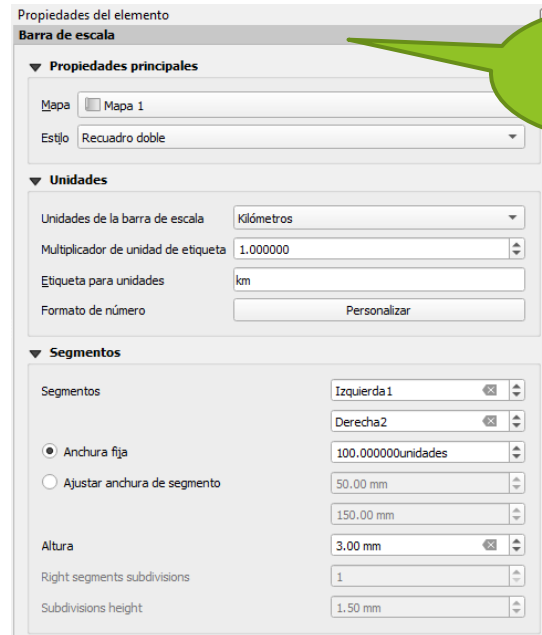 Propiedades del elemento
Barra de escala
Propiedades principales
Mapa Mapa 1
Estilo Recuadro doble
Unidades
Unidades de la barra de escala Kilómetros
Multiplicador de unidad de etiqueta 1.000000
Etiqueta para unidades km
Formato de número Personalizar
Segmentos
Segmentos Izquierda1
Derecha2
Anchura fija 100.000000unidades
Ajustar anchura de segmento 50.00 mm
150.00 mm
Altura 3.00 mm
Right segments subdivisions 1
Subdivisions height 1.50 mm